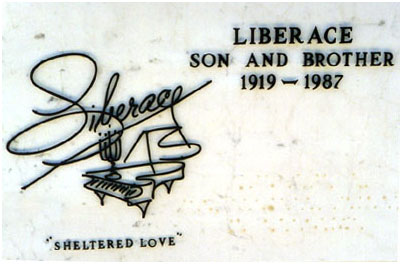 LIBERACE
SON AND BROTHER
1919 — 1987
Liberace
"SHELTERED LOVE"